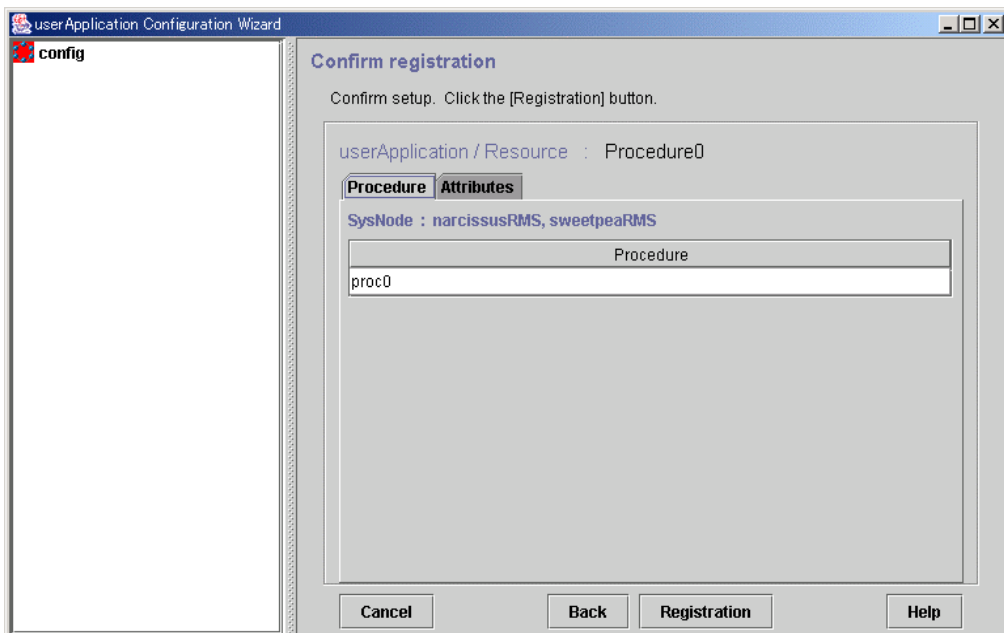 userApplication Configuration Wizard
config
Confirm registration
Confirm setup. Click the [Registration] button.
userApplication / Resource : Procedure0
Procedure Attributes
SysNode : narcissusRMS, sweetpeaRMS
Procedure
proc0
Cancel Back Registration Help